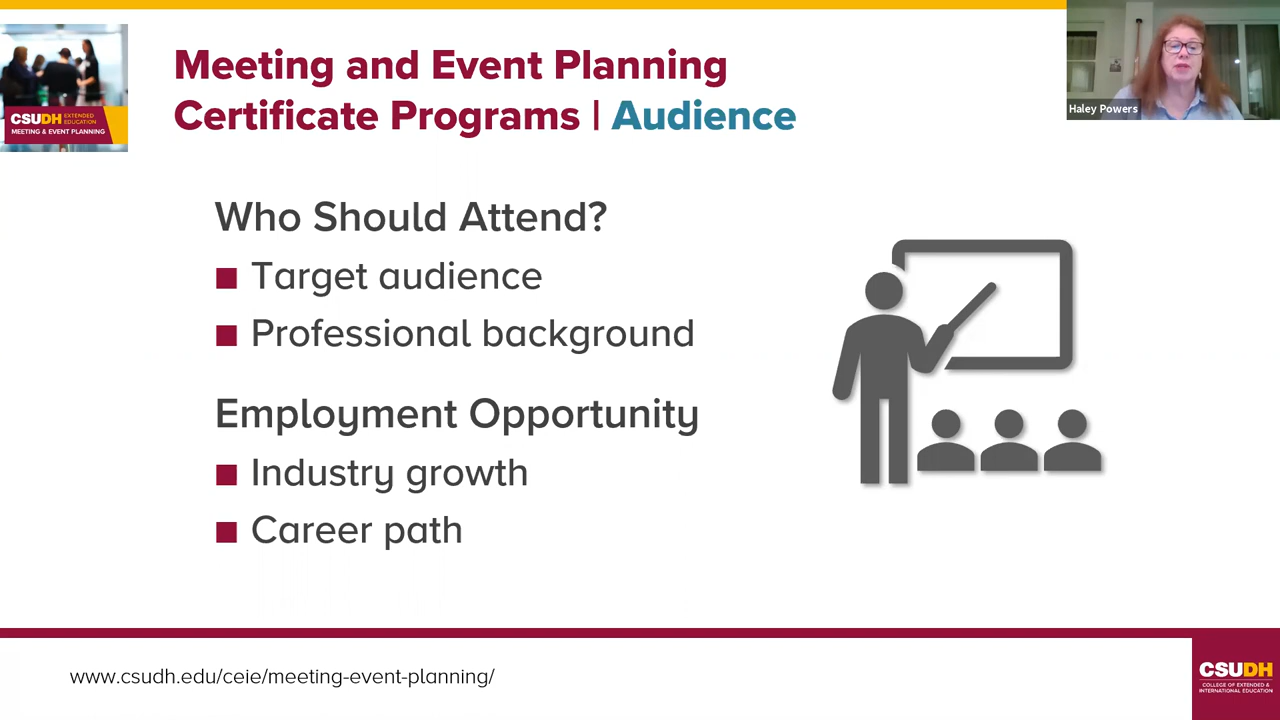 Meeting and Event Planning
Certificate Programs | Audience
CSUDH EXTENDED
EDUCATION
MEETING & EVENT PLANNING
Haley Powers
Who Should Attend?
Target audience
Professional background
Employment Opportunity
Industry growth
Career path
www.csudh.edu/ceie/meeting-event-planning/
CSUDH
COLLEGE OF EXTENDED &
INTERNATIONAL EDUCATION